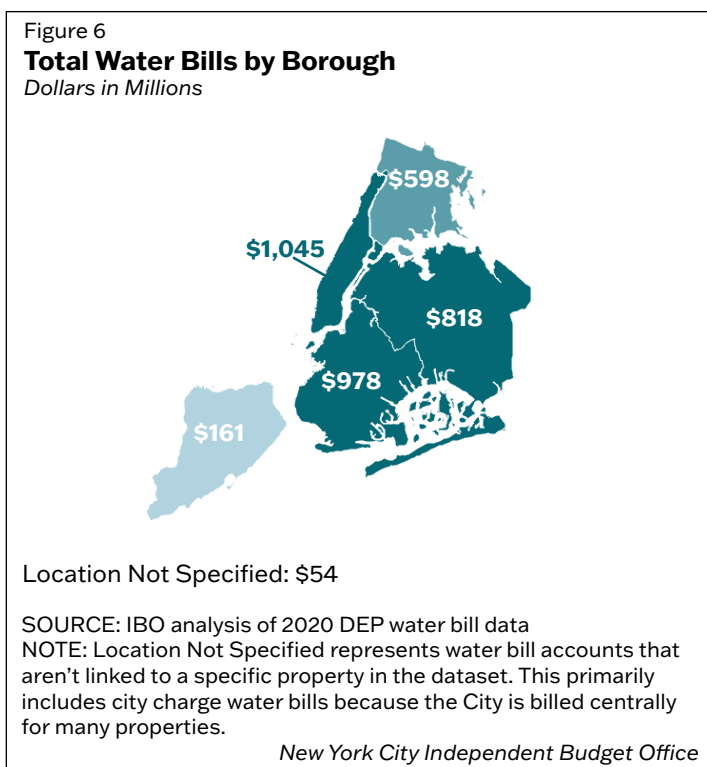 Figure 6
Total Water Bills by Borough
Dollars in Millions
$598
$1,045
$818
$978
$161
Location Not Specified: $54
SOURCE: IBO analysis of 2020 DEP water bill data
NOTE: Location Not Specified represents water bill accounts that
aren't linked to a specific property in the dataset. This primarily
includes city charge water bills because the City is billed centrally
for many properties.
New York City Independent Budget Office